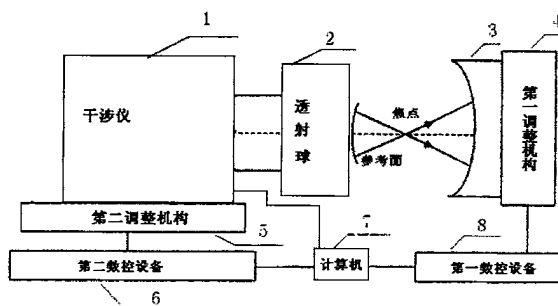 1
2
3
4
干涉仪
透射球
焦点
参考面
第一调整机构
第二调整机构
5
7
8
第二数控设备
计算机
第一数控设备
6